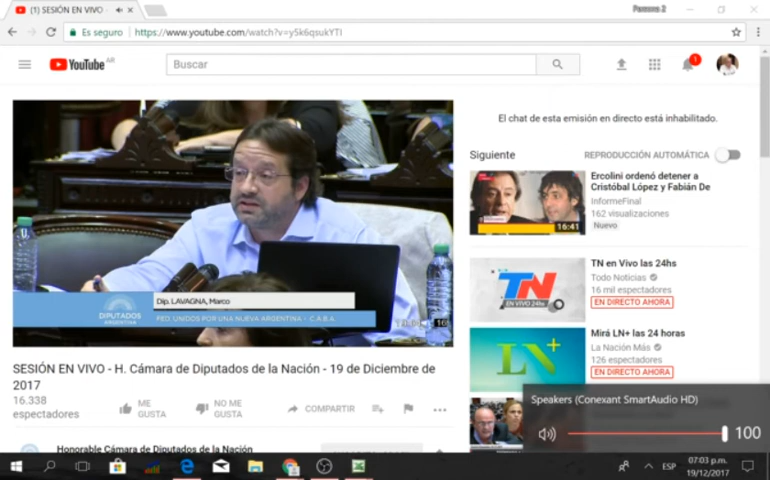 (1) SESIÓN EN VIVO -
Persona 2
Es seguro
https://www.youtube.com/watch?v=y5k6qsukYTI
YouTube AR
Buscar
1
El chat de esta emisión en directo está inhabilitado.
Siguiente
REPRODUCCIÓN AUTOMÁTICA
Ercolini ordenó detener a
Cristóbal López y Fabián De
InformeFinal
162 visualizaciones
Nuevo
16:41
TN en Vivo las 24hs
Todo Noticias
16 mil espectadores
EN DIRECTO AHORA
TN
EN VIVO 24hs
Mirá LN+ las 24 horas
La Nación Más
126 espectadores
EN DIRECTO AHORA
LN+
DIPUTADOS
ARGENTINA
Dip. LAVAGNA, Marco
FED. UNIDOS POR UNA NUEVA ARGENTINA - C.A.B.A.
SESIÓN EN VIVO - H. Cámara de Diputados de la Nación - 19 de Diciembre de
2017
16.338
espectadores
ME
GUSTA
NO ME
GUSTA
COMPARTIR
Honorable Cámara de Diputados de la Nación
Speakers (Conexant SmartAudio HD)
100
ESP
07:03 p.m.
19/12/2017